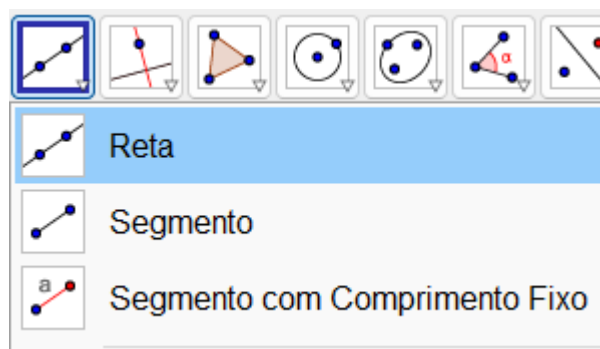 α
Reta
Segmento
a
Segmento com Comprimento Fixo